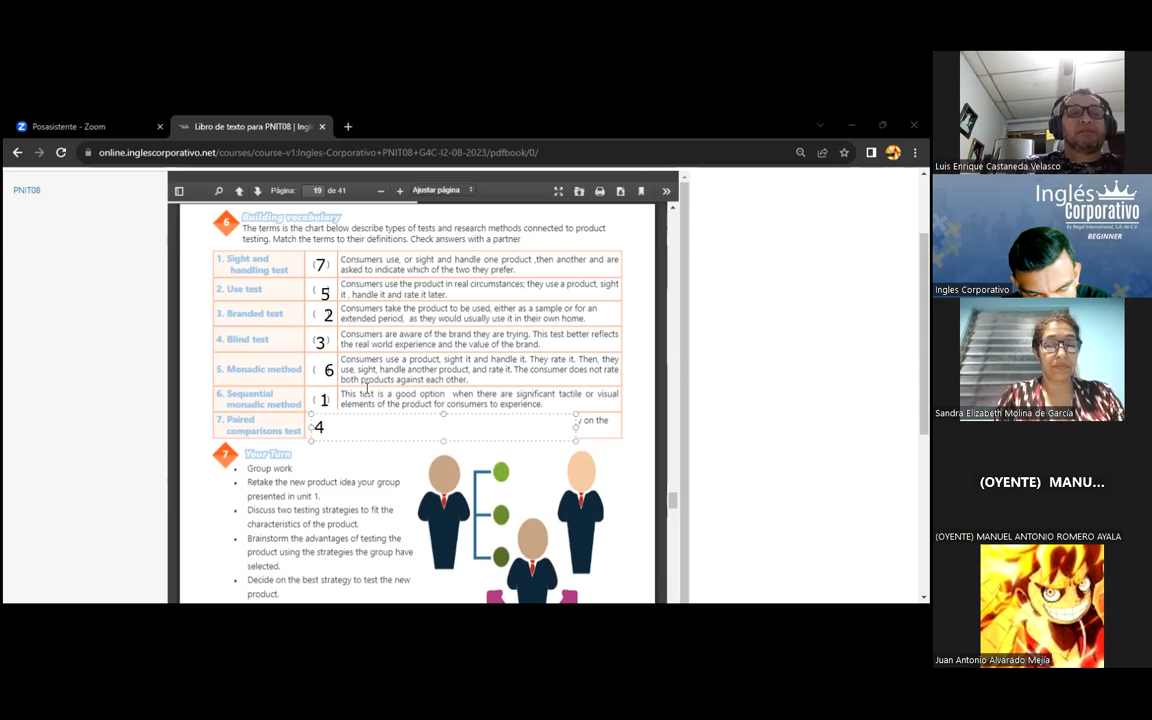 Posasistente - Zoom
Libro de texto para PNIT08 | Ingl
online.inglescorporativo.net/courses/course-v1:Ingles-Corporativo+PNIT08+G4C-I2-08-2023/pdfbook/0/
PNIT08
Página: 19 de 41
Ajustar página
6 Building vocabulary
The terms is the chart below describe types of tests and research methods connected to product
testing. Match the terms to their definitions. Check answers with a partner
1. Sight and
handling test
(7)
Consumers use, or sight and handle one product ,then another and are
asked to indicate which of the two they prefer.
2. Use test
( 5
Consumers use the product in real circumstances; they use a product, sight
it , handle it and rate it later.
3. Branded test
( 2
Consumers take the product to be used, either as a sample or for an
extended period, as they would usually use it in their own home.
4. Blind test
(3)
Consumers are aware of the brand they are trying. This test better reflects
the real world experience and the value of the brand.
5. Monadic method
( 6
Consumers use a product, sight it and handle it. They rate it. Then, they
use, sight, handle another product, and rate it. The consumer does not rate
both products against each other.
6. Sequential
monadic method
( 1)
This test is a good option when there are significant tactile or visual
elements of the product for consumers to experience.
7. Paired
comparisons test
4
on the
7 Your Turn
• Group work
• Retake the new product idea your group
presented in unit 1.
• Discuss two testing strategies to fit the
characteristics of the product.
• Brainstorm the advantages of testing the
product using the strategies the group have
selected.
• Decide on the best strategy to test the new
product.
Luis Enrique Castaneda Velasco
Inglés
Corporativo
By Regal International, S.A. de C.V.
BEGINNER
Ingles Corporativo
Sandra Elizabeth Molina de García
(OYENTE) MANU...
(OYENTE) MANUEL ANTONIO ROMERO AYALA
Juan Antonio Alvarado Mejía